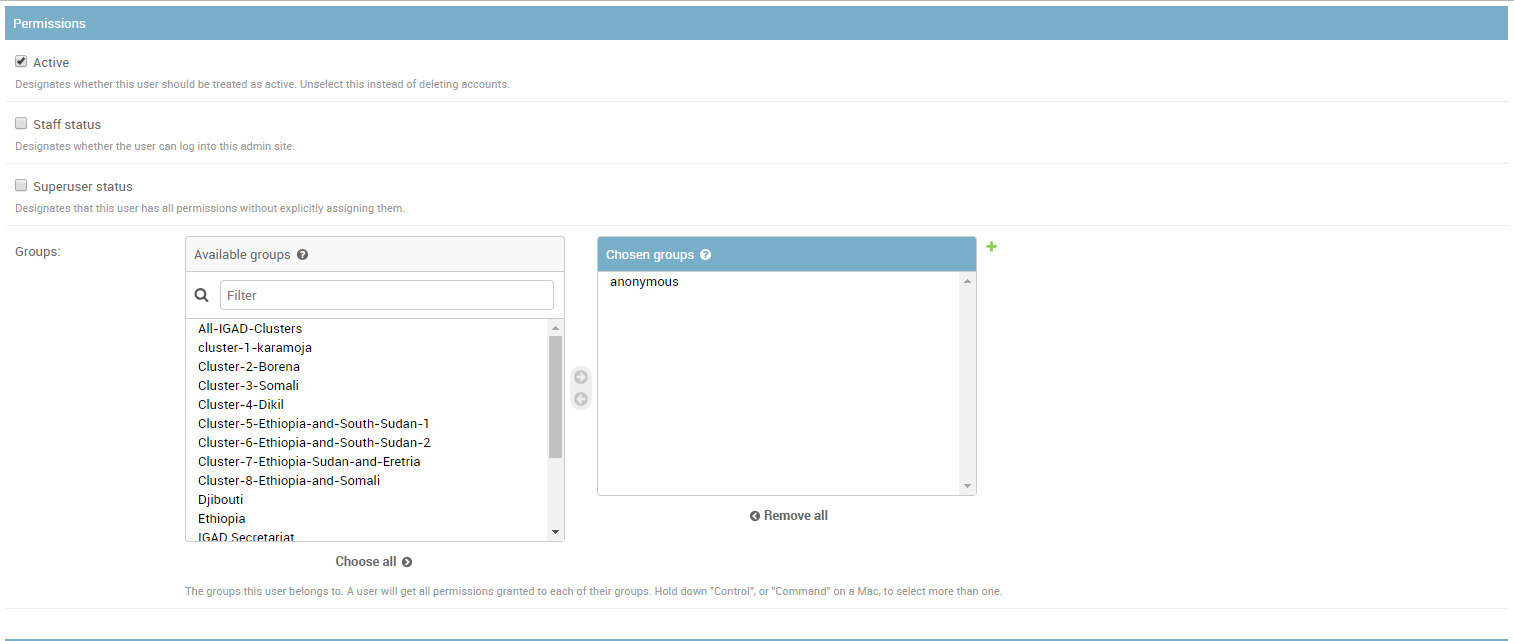 Permissions
Active
Designates whether this user should be treated as active. Unselect this instead of deleting accounts.
Staff status
Designates whether the user can log into this admin site.
Superuser status
Designates that this user has all permissions without explicitly assigning them.
Groups:
Available groups
Filter
All-IGAD-Clusters
cluster-1-karamoja
Cluster-2-Borena
Cluster-3-Somali
Cluster-4-Dikil
Cluster-5-Ethiopia-and-South-Sudan-1
Cluster-6-Ethiopia-and-South-Sudan-2
Cluster-7-Ethiopia-Sudan-and-Eretria
Cluster-8-Ethiopia-and-Somali
Djibouti
Ethiopia
IGAD Secretariat
Choose all
Chosen groups
anonymous
Remove all
The groups this user belongs to. A user will get all permissions granted to each of their groups. Hold down "Control", or "Command" on a Mac, to select more than one.